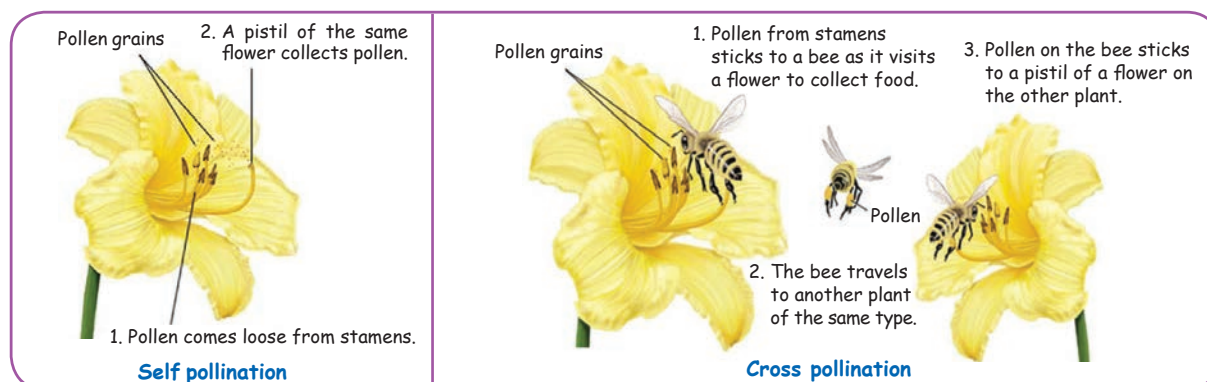 Pollen grains
2. A pistil of the same
flower collects pollen.
1. Pollen comes loose from stamens.
Self pollination
Pollen grains
1. Pollen from stamens
sticks to a bee as it visits
a flower to collect food.
Pollen
2. The bee travels
to another plant
of the same type.
3. Pollen on the bee sticks
to a pistil of a flower on
the other plant.
Cross pollination